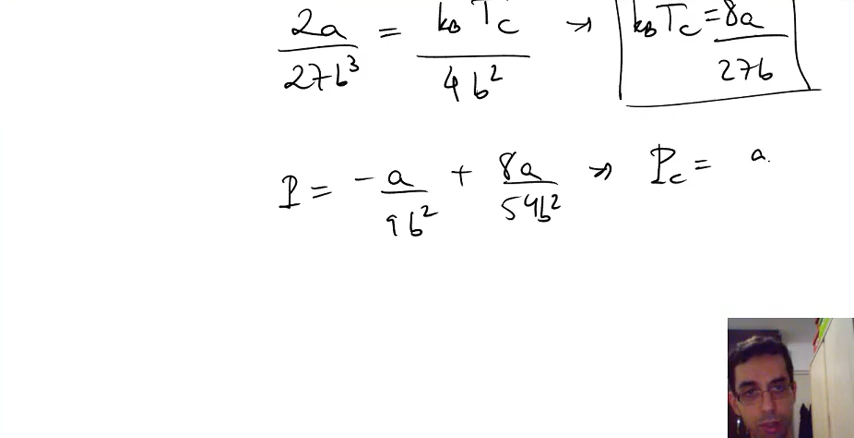 2a/27b³ = k_B T_C/4b² → k_B T_C = 8a/27b
P = -a/9b² + 8a/54b² → P_C = a